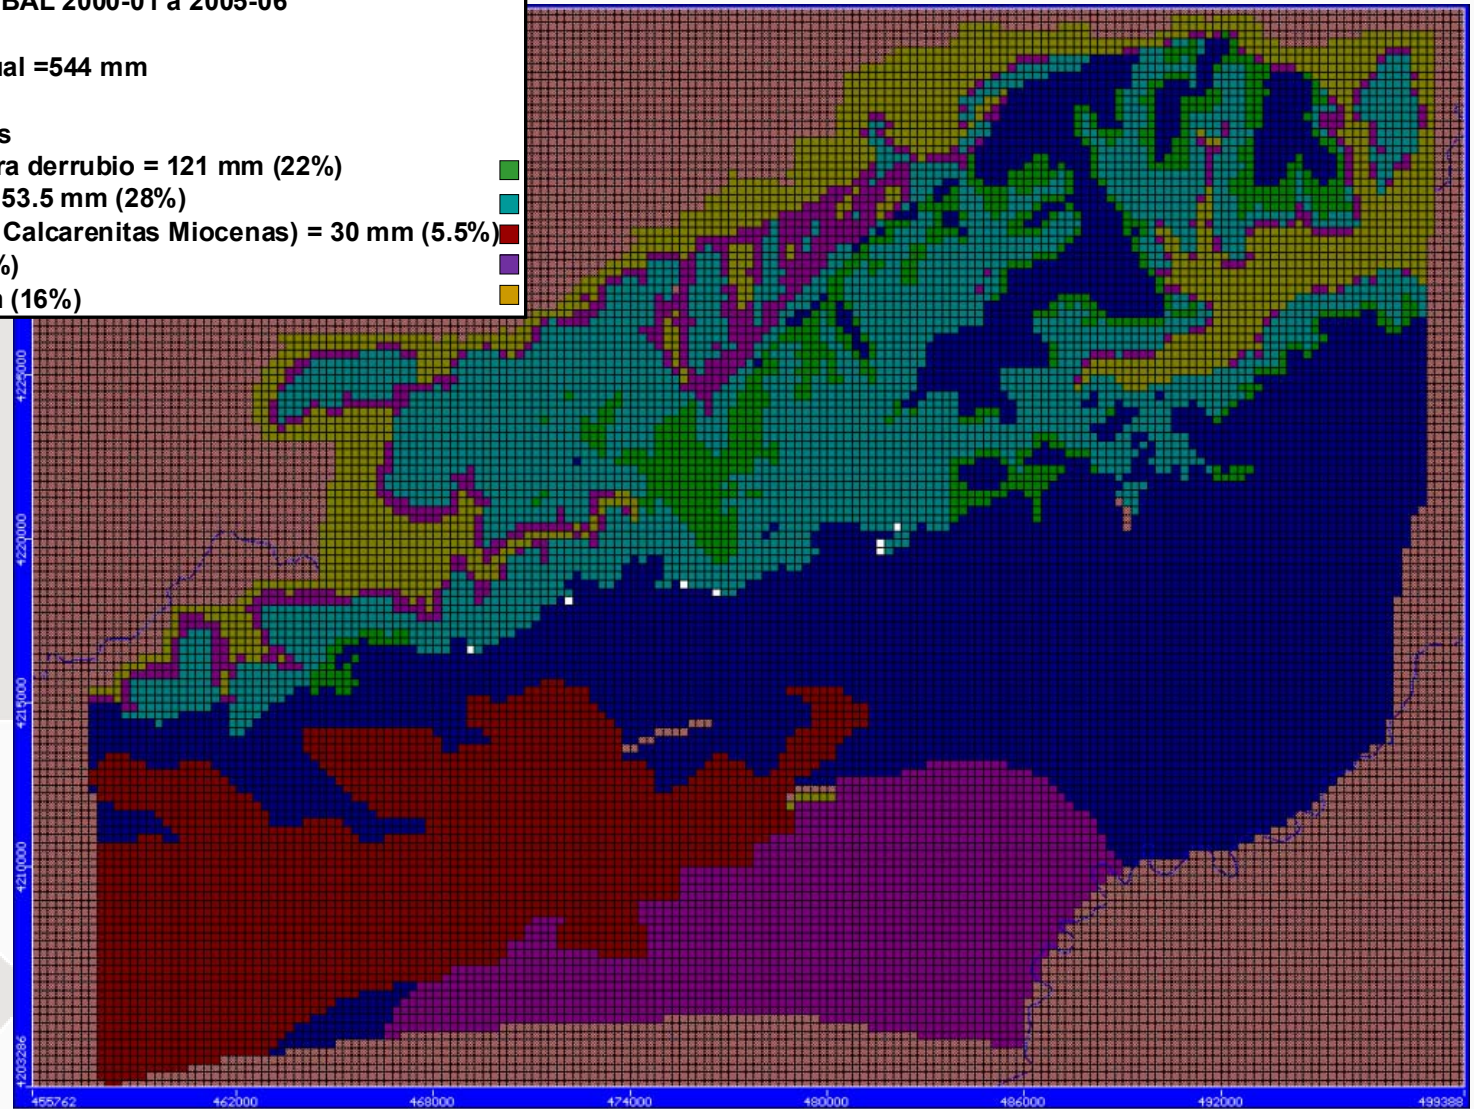 BAL 2000-01 a 2005-06
ual =544 mm
s
ra derrubio = 121 mm (22%)
53.5 mm (28%)
Calcarenitas Miocenas) = 30 mm (5.5%)
%)
(16%)
4225000
4220000
4215000
4210000
4203286
455762 462000 468000 474000 480000 486000 492000 499388